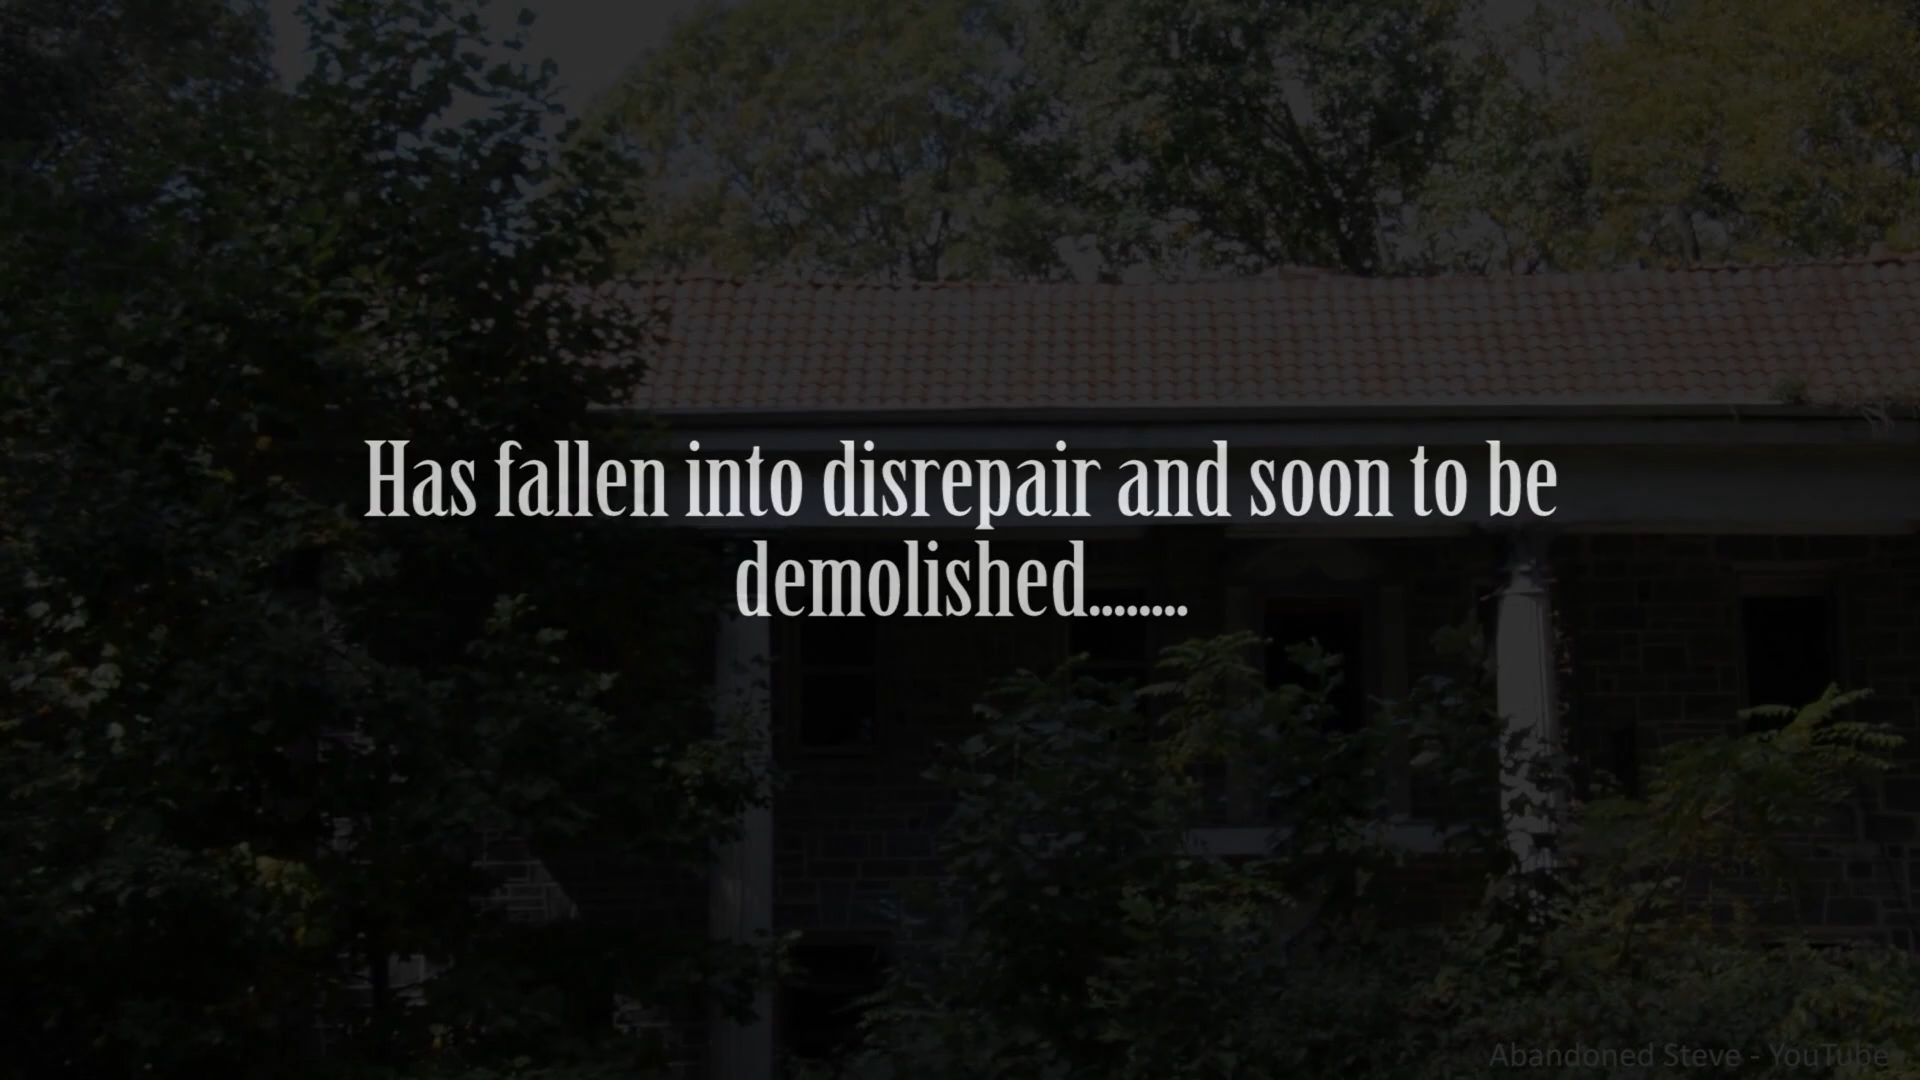 Has fallen into disrepair and soon to be
demolished........
Abandoned Steve - YouTube